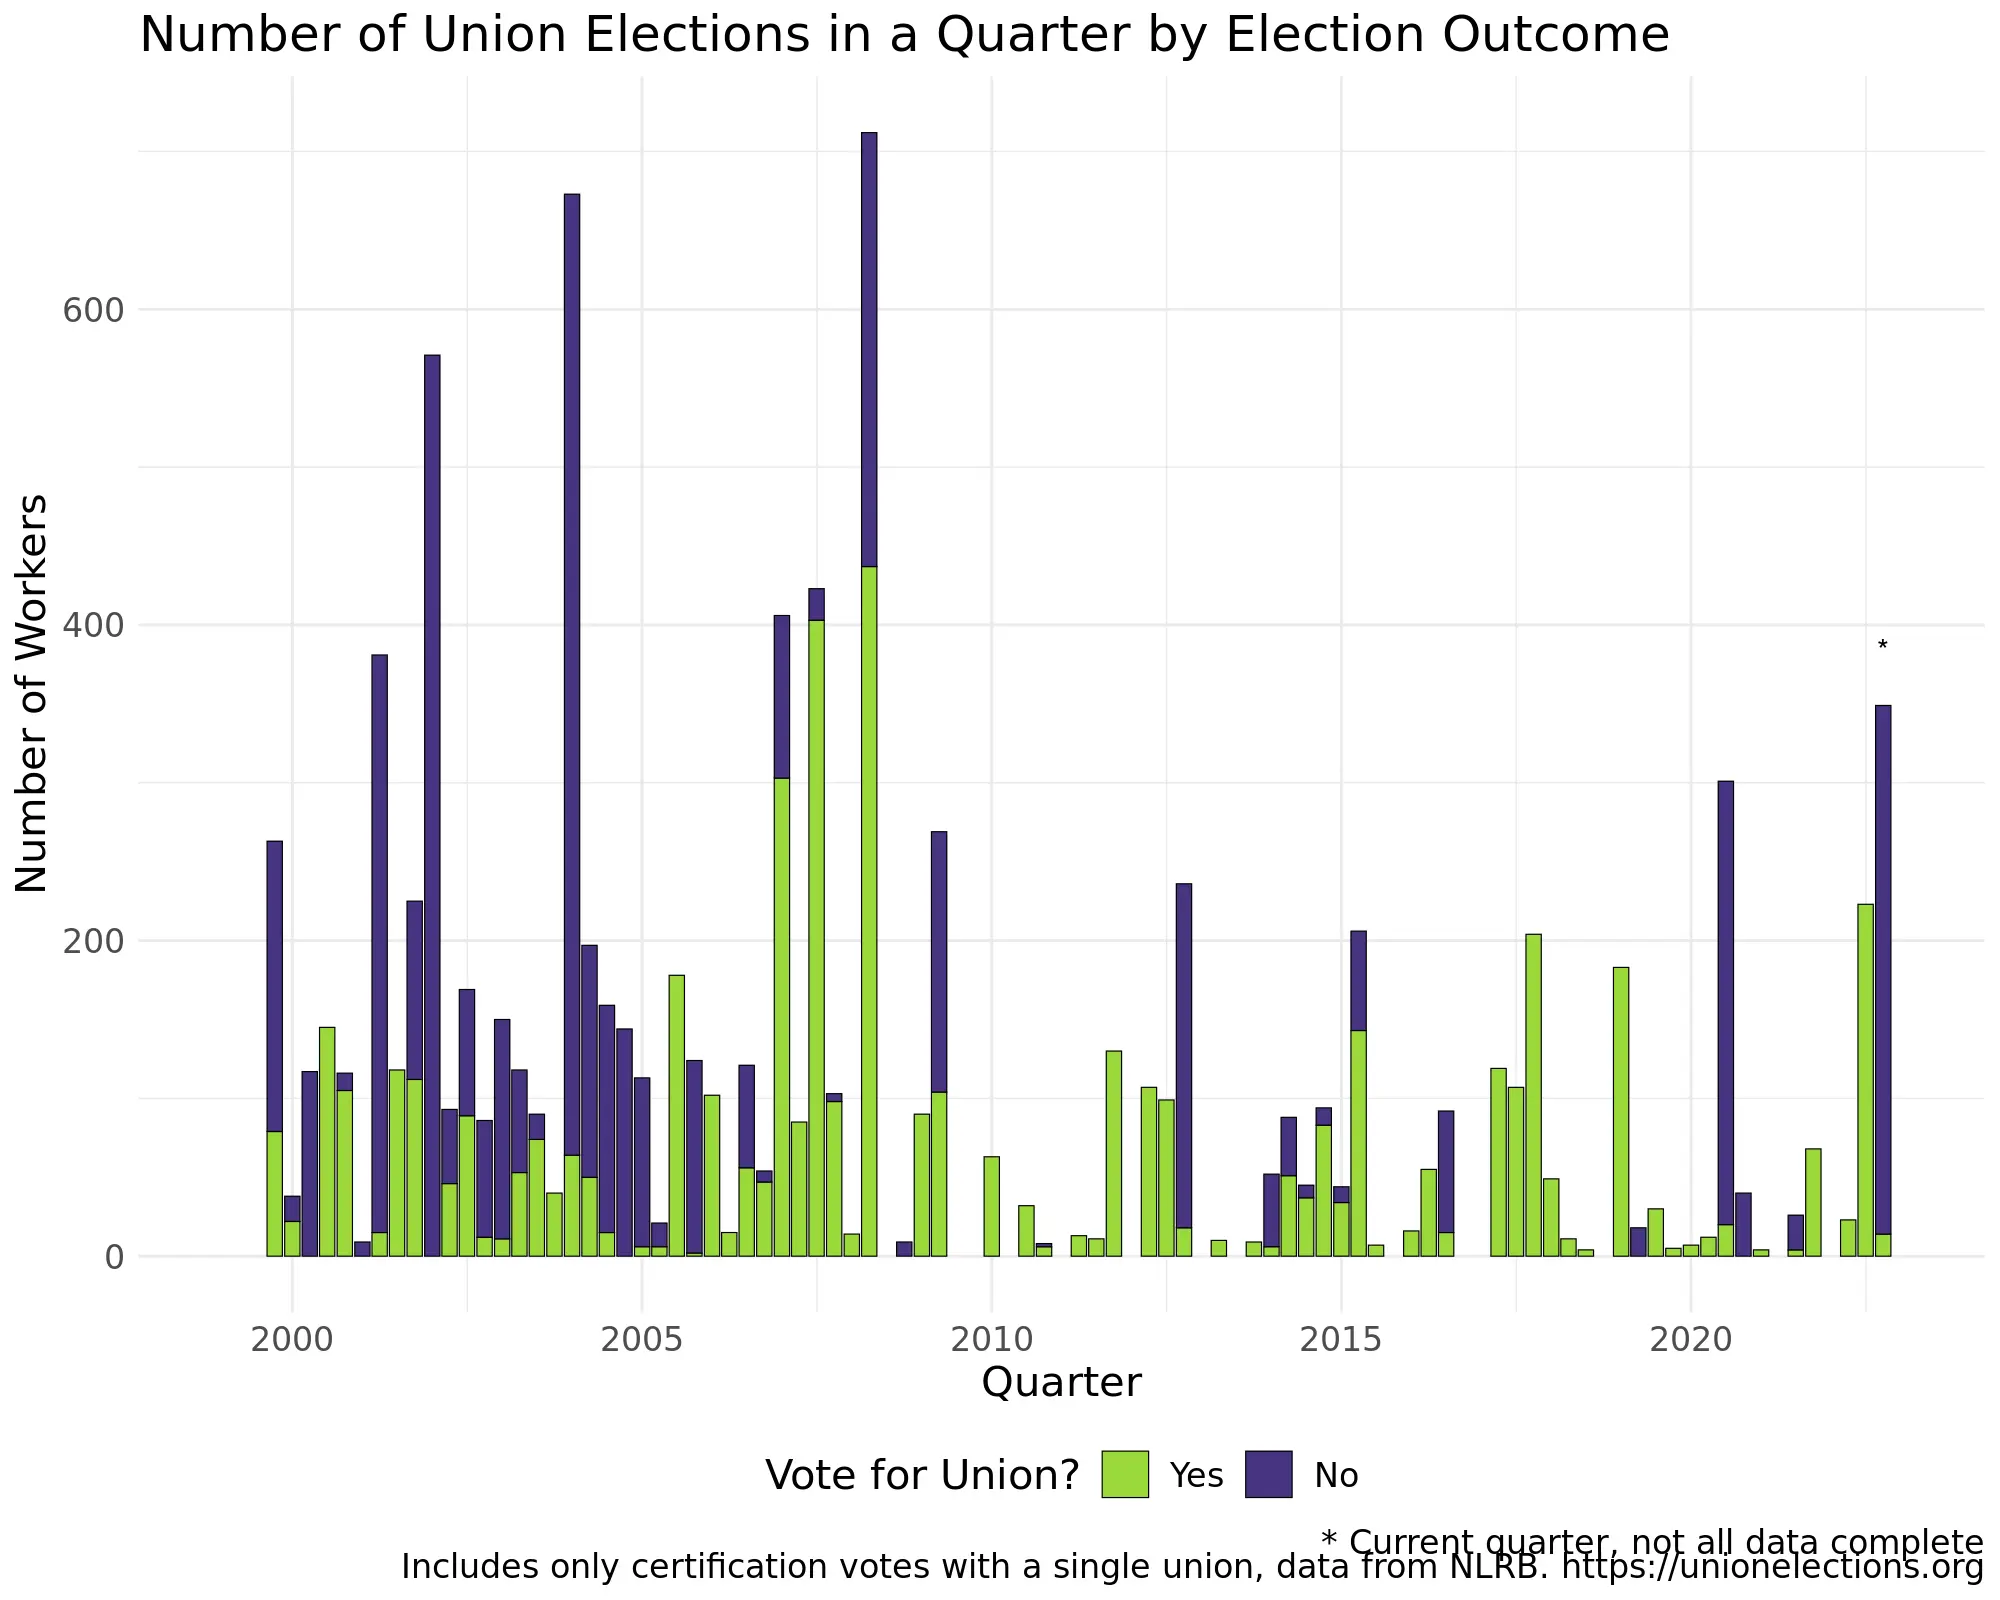 Number of Union Elections in a Quarter by Election Outcome
Number of Workers
600
400
*
200
0
2000 2005 2010 2015 2020
Quarter
Vote for Union? Yes No
* Current quarter, not all data complete
Includes only certification votes with a single union, data from NLRB. https://unionelections.org